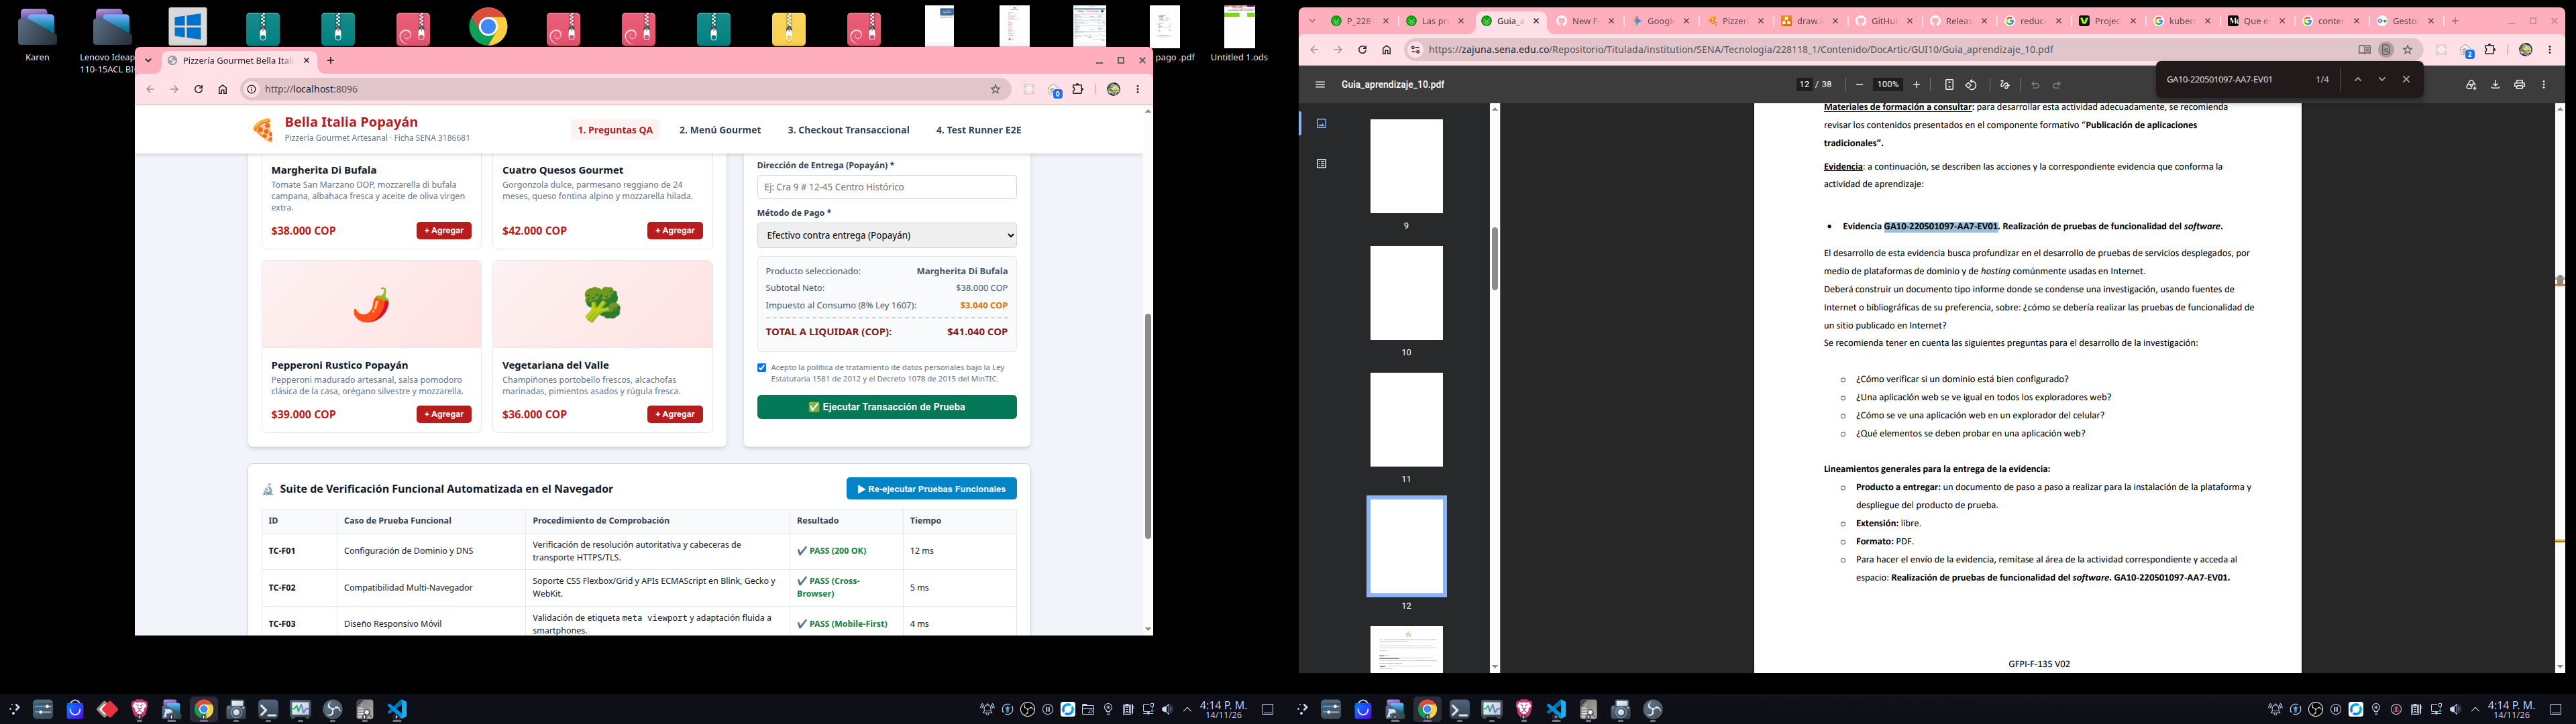 Karen
Lenovo Ideap
110-15ACL BI
pago .pdf
Untitled 1.ods
Pizzería Gourmet Bella Itali
http://localhost:8096
0
Bella Italia Popayán
Pizzería Gourmet Artesanal · Ficha SENA 3186681
1. Preguntas QA
2. Menú Gourmet
3. Checkout Transaccional
4. Test Runner E2E
Margherita Di Bufala
Tomate San Marzano DOP, mozzarella di bufala
campana, albahaca fresca y aceite de oliva virgen
extra.
$38.000 COP
+ Agregar
Cuatro Quesos Gourmet
Gorgonzola dulce, parmesano reggiano de 24
meses, queso fontina alpino y mozzarella hilada.
$42.000 COP
+ Agregar
Pepperoni Rustico Popayán
Pepperoni madurado artesanal, salsa pomodoro
clásica de la casa, orégano silvestre y mozzarella.
$39.000 COP
+ Agregar
Vegetariana del Valle
Champiñones portobello frescos, alcachofas
marinadas, pimientos asados y rúgula fresca.
$36.000 COP
+ Agregar
Dirección de Entrega (Popayán) *
Ej: Cra 9 # 12-45 Centro Histórico
Método de Pago *
Efectivo contra entrega (Popayán)
Producto seleccionado: Margherita Di Bufala
Subtotal Neto: $38.000 COP
Impuesto al Consumo (8% Ley 1607): $3.040 COP
TOTAL A LIQUIDAR (COP): $41.040 COP
Acepto la política de tratamiento de datos personales bajo la Ley
Estatutaria 1581 de 2012 y el Decreto 1078 de 2015 del MinTIC.
✅ Ejecutar Transacción de Prueba
🔬 Suite de Verificación Funcional Automatizada en el Navegador
▶ Re-ejecutar Pruebas Funcionales
ID Caso de Prueba Funcional Procedimiento de Comprobación Resultado Tiempo
TC-F01 Configuración de Dominio y DNS Verificación de resolución autoritativa y cabeceras de
transporte HTTPS/TLS. ✔ PASS (200 OK) 12 ms
TC-F02 Compatibilidad Multi-Navegador Soporte CSS Flexbox/Grid y APIs ECMAScript en Blink, Gecko y
WebKit. ✔ PASS (Cross-
Browser) 5 ms
TC-F03 Diseño Responsivo Móvil Validación de etiqueta meta viewport y adaptación fluida a
smartphones. ✔ PASS (Mobile-First) 4 ms
4:14 P. M.
14/11/26
P_2281
Las pr
Guia_a
New P
Google
Pizzerí
draw.i
GitHub
Releas
reduci
Projec
kubern
Que e
conter
Gestor
https://zajuna.sena.edu.co/Repositorio/Titulada/institution/SENA/Tecnologia/228118_1/Contenido/DocArtic/GUI10/Guia_aprendizaje_10.pdf
2
Guia_aprendizaje_10.pdf
12 / 38
100%
GA10-220501097-AA7-EV01 1/4
9
10
11
12
Materiales de formación a consultar: para desarrollar esta actividad adecuadamente, se recomienda
revisar los contenidos presentados en el componente formativo “Publicación de aplicaciones
tradicionales”.
Evidencia: a continuación, se describen las acciones y la correspondiente evidencia que conforma la
actividad de aprendizaje:
• Evidencia GA10-220501097-AA7-EV01. Realización de pruebas de funcionalidad del software.
El desarrollo de esta evidencia busca profundizar en el desarrollo de pruebas de servicios desplegados, por
medio de plataformas de dominio y de hosting comúnmente usadas en Internet.
Deberá construir un documento tipo informe donde se condense una investigación, usando fuentes de
Internet o bibliográficas de su preferencia, sobre: ¿cómo se debería realizar las pruebas de funcionalidad de
un sitio publicado en Internet?
Se recomienda tener en cuenta las siguientes preguntas para el desarrollo de la investigación:
o ¿Cómo verificar si un dominio está bien configurado?
o ¿Una aplicación web se ve igual en todos los exploradores web?
o ¿Cómo se ve una aplicación web en un explorador del celular?
o ¿Qué elementos se deben probar en una aplicación web?
Lineamientos generales para la entrega de la evidencia:
o Producto a entregar: un documento de paso a paso a realizar para la instalación de la plataforma y
despliegue del producto de prueba.
o Extensión: libre.
o Formato: PDF.
o Para hacer el envío de la evidencia, remítase al área de la actividad correspondiente y acceda al
espacio: Realización de pruebas de funcionalidad del software. GA10-220501097-AA7-EV01.
GFPI-F-135 V02
4:14 P. M.
14/11/26